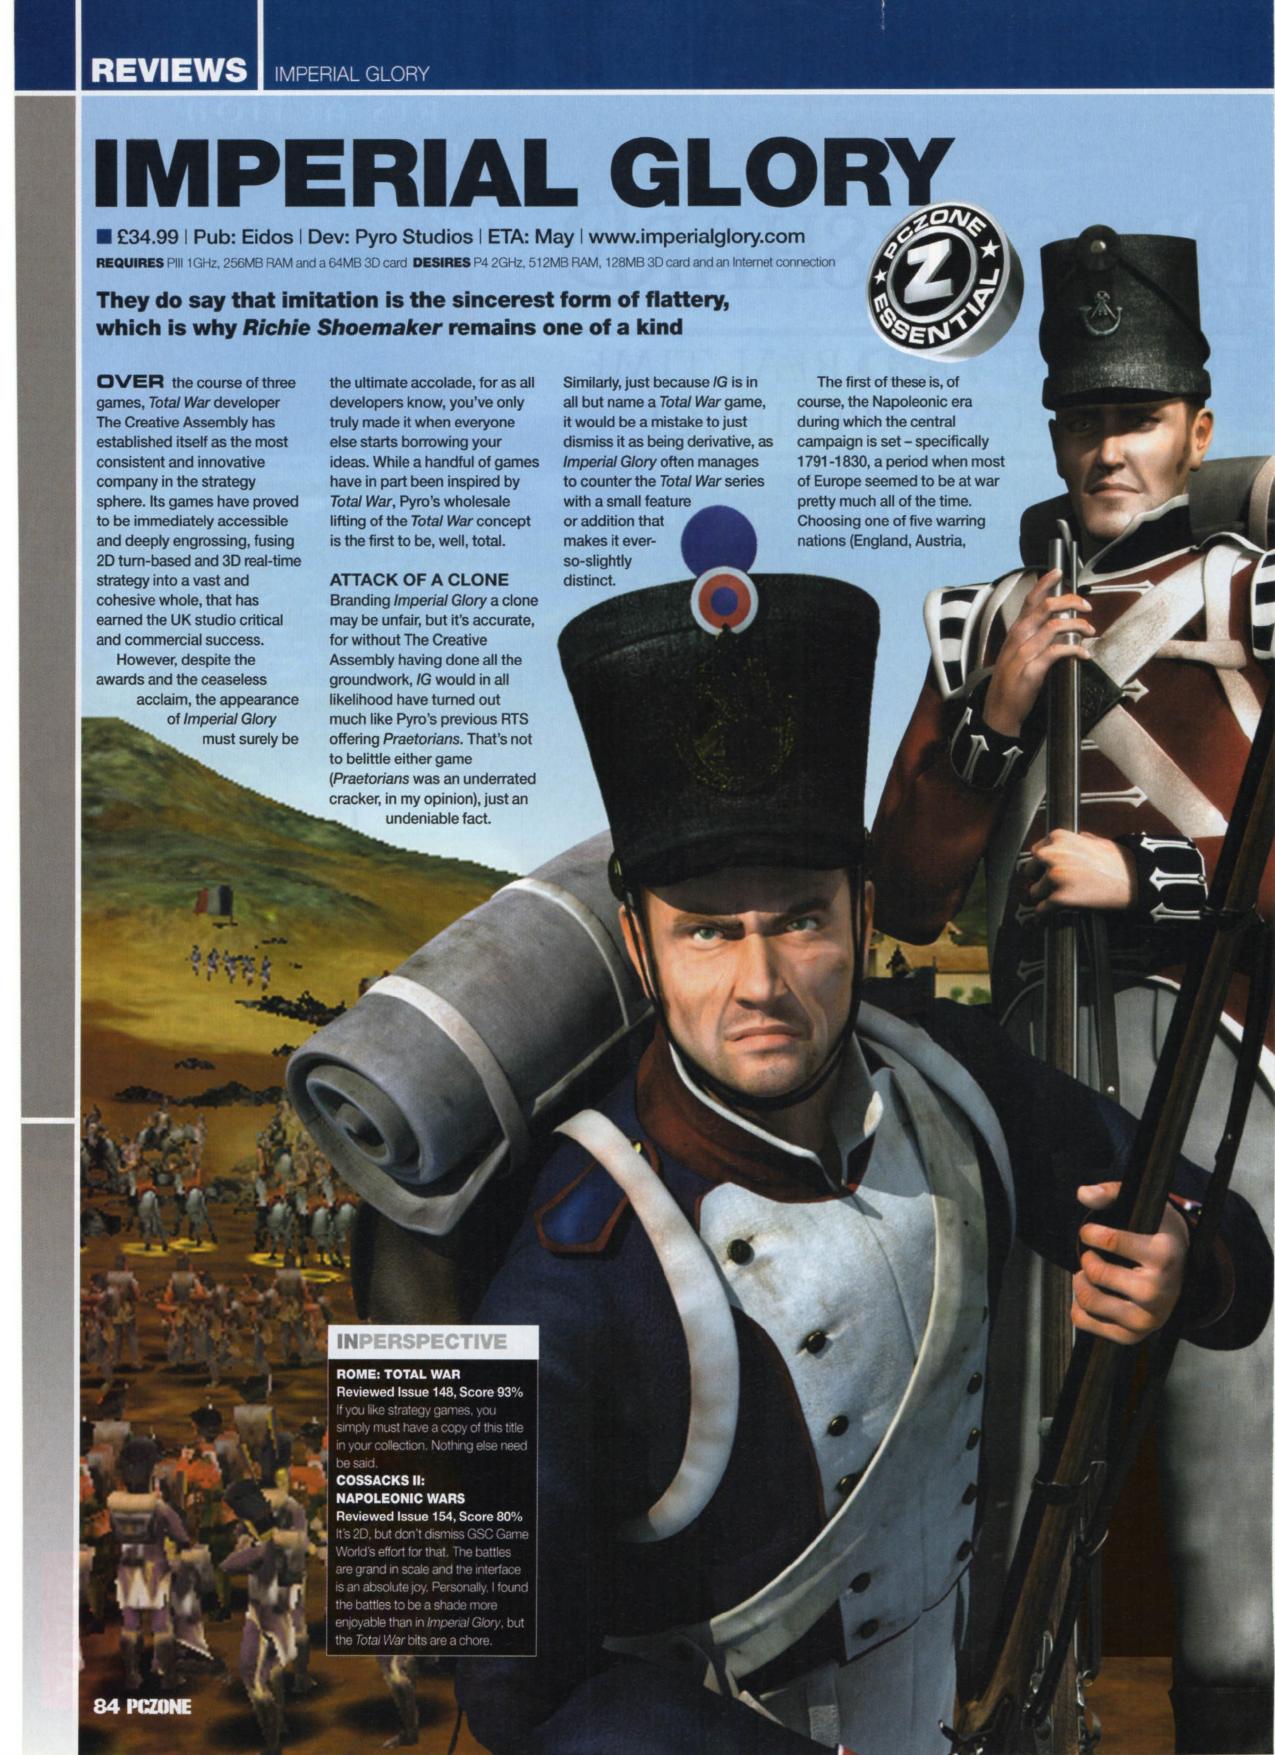 REVIEWS
IMPERIAL GLORY
IMPERIAL GLORY
£34.99 | Pub: Eidos | Dev: Pyro Studios | ETA: May | www.imperialglory.com
REQUIRES PIII 1GHz, 256MB RAM and a 64MB 3D card DESIRES P4 2GHz, 512MB RAM, 128MB 3D card and an Internet connection
They do say that imitation is the sincerest form of flattery,
which is why Richie Shoemaker remains one of a kind
PCZONE
Z
ESSENTIAL
OVER the course of three
games, Total War developer
The Creative Assembly has
established itself as the most
consistent and innovative
company in the strategy
sphere. Its games have proved
to be immediately accessible
and deeply engrossing, fusing
2D turn-based and 3D real-time
strategy into a vast and
cohesive whole, that has
earned the UK studio critical
and commercial success.
However, despite the
awards and the ceaseless
acclaim, the appearance
of Imperial Glory
must surely be
the ultimate accolade, for as all
developers know, you've only
truly made it when everyone
else starts borrowing your
ideas. While a handful of games
have in part been inspired by
Total War, Pyro's wholesale
lifting of the Total War concept
is the first to be, well, total.
ATTACK OF A CLONE
Branding Imperial Glory a clone
may be unfair, but it's accurate,
for without The Creative
Assembly having done all the
groundwork, IG would in all
likelihood have turned out
much like Pyro's previous RTS
offering Praetorians. That's not
to belittle either game
(Praetorians was an underrated
cracker, in my opinion), just an
undeniable fact.
Similarly, just because IG is in
all but name a Total War game,
it would be a mistake to just
dismiss it as being derivative, as
Imperial Glory often manages
to counter the Total War series
with a small feature
or addition that
makes it ever-
so-slightly
distinct.
The first of these is, of
course, the Napoleonic era
during which the central
campaign is set – specifically
1791-1830, a period when most
of Europe seemed to be at war
pretty much all of the time.
Choosing one of five warring
nations (England, Austria,
INPERSPECTIVE
ROME: TOTAL WAR
Reviewed Issue 148, Score 93%
If you like strategy games, you
simply must have a copy of this title
in your collection. Nothing else need
be said.
COSSACKS II:
NAPOLEONIC WARS
Reviewed Issue 154, Score 80%
It's 2D, but don't dismiss GSC Game
World's effort for that. The battles
are grand in scale and the interface
is an absolute joy. Personally, I found
the battles to be a shade more
enjoyable than in Imperial Glory, but
the Total War bits are a chore.
84 PCZONE